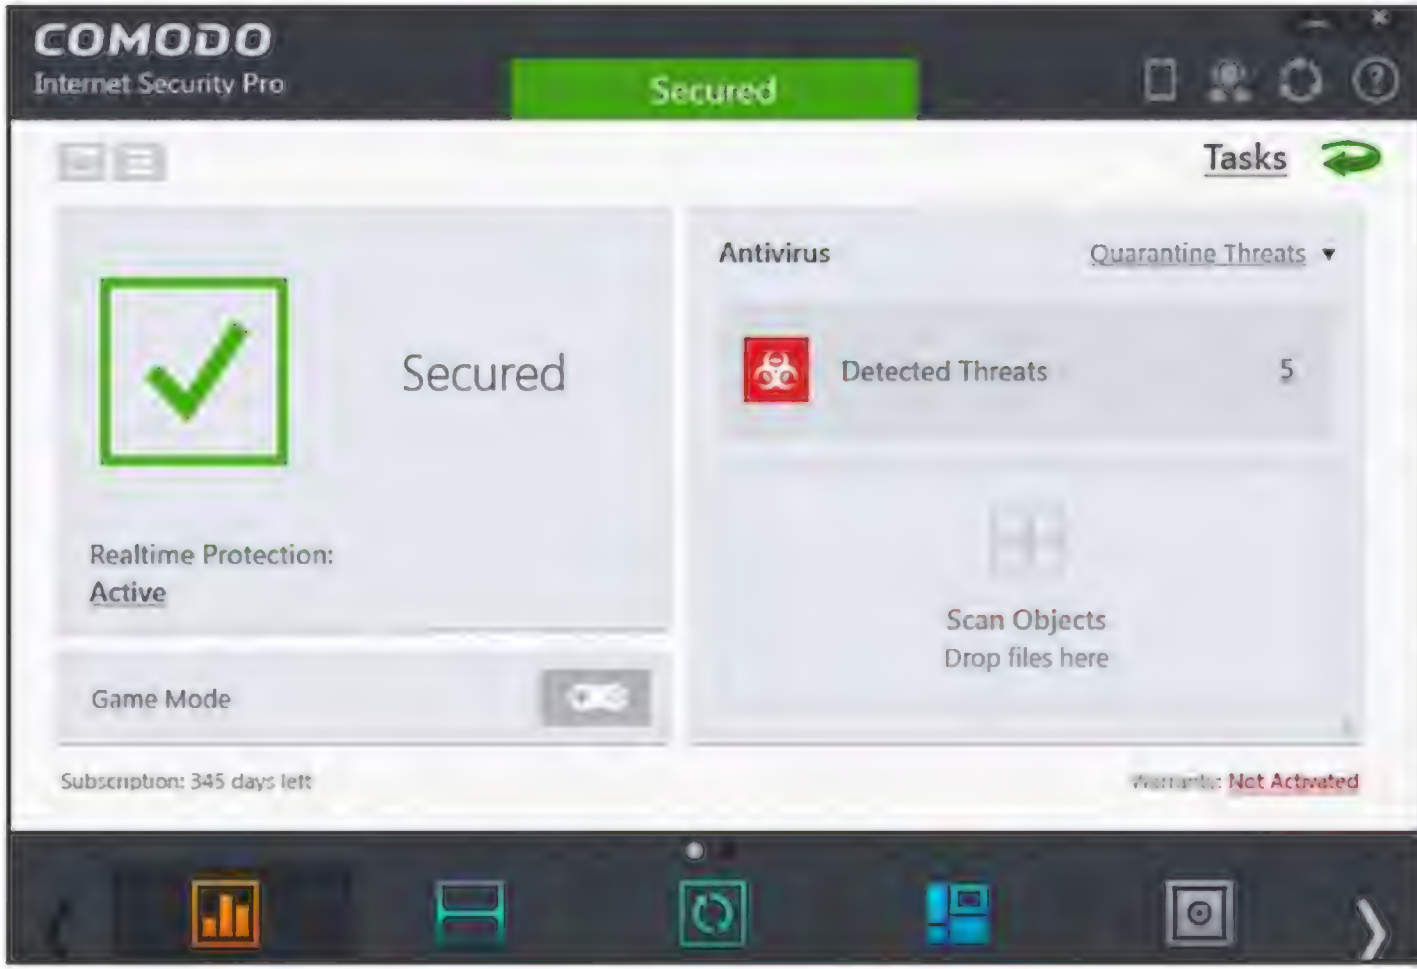 COMODO
Internet Security Pro
Secured
Tasks
Secured
Realtime Protection:
Active
Game Mode
Antivirus
Quarantine Threats
Detected Threats 5
Scan Objects
Drop files here
Subscription: 345 days left
Warranty: Not Activated